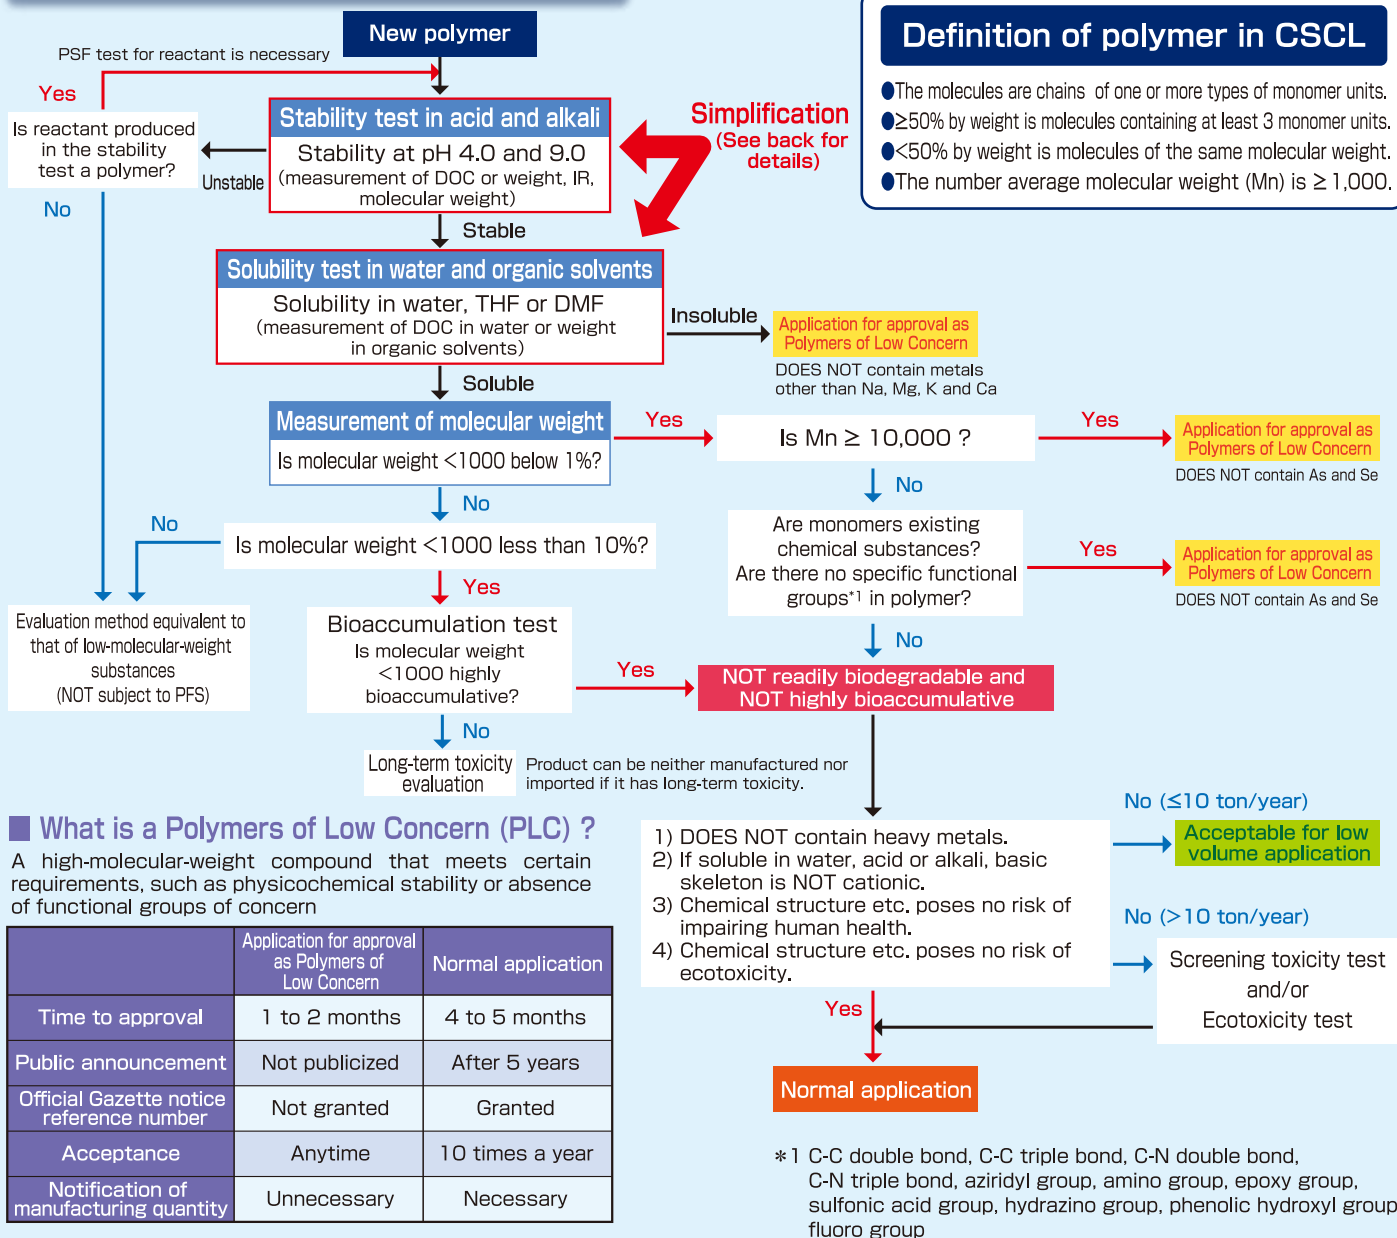 New polymer
PSF test for reactant is necessary
Yes
Is reactant produced
in the stability
test a polymer?
No
Unstable
Stability test in acid and alkali
Stability at pH 4.0 and 9.0
(measurement of DOC or weight, IR,
molecular weight)
Simplification
(See back for
details)
Definition of polymer in CSCL
●The molecules are chains of one or more types of monomer units.
●≥50% by weight is molecules containing at least 3 monomer units.
●<50% by weight is molecules of the same molecular weight.
●The number average molecular weight (Mn) is ≥1,000.
Stable
Solubility test in water and organic solvents
Solubility in water, THF or DMF
(measurement of DOC in water or weight
in organic solvents)
Insoluble
Application for approval as
Polymers of Low Concern
DOES NOT contain metals
other than Na, Mg, K and Ca
Soluble
Measurement of molecular weight
Is molecular weight <1000 below 1%?
Yes
Is Mn ≥ 10,000 ?
Yes
Application for approval as
Polymers of Low Concern
DOES NOT contain As and Se
No
No
Are monomers existing
chemical substances?
Are there no specific functional
groups*1 in polymer?
Yes
Application for approval as
Polymers of Low Concern
DOES NOT contain As and Se
No
Is molecular weight <1000 less than 10%?
No
Yes
Evaluation method equivalent to
that of low-molecular-weight
substances
(NOT subject to PFS)
Bioaccumulation test
Is molecular weight
<1000 highly
bioaccumulative?
Yes
NOT readily biodegradable and
NOT highly bioaccumulative
No
Long-term toxicity
evaluation
Product can be neither manufactured nor
imported if it has long-term toxicity.
1) DOES NOT contain heavy metals.
2) If soluble in water, acid or alkali, basic
skeleton is NOT cationic.
3) Chemical structure etc. poses no risk of
impairing human health.
4) Chemical structure etc. poses no risk of
ecotoxicity.
No (≤10 ton/year)
Acceptable for low
volume application
No (>10 ton/year)
Screening toxicity test
and/or
Ecotoxicity test
Yes
Normal application
■ What is a Polymers of Low Concern (PLC) ?
A high-molecular-weight compound that meets certain
requirements, such as physicochemical stability or absence
of functional groups of concern
Application for approval
as Polymers of
Low Concern
Normal application
Time to approval
1 to 2 months
4 to 5 months
Public announcement
Not publicized
After 5 years
Official Gazette notice
reference number
Not granted
Granted
Acceptance
Anytime
10 times a year
Notification of
manufacturing quantity
Unnecessary
Necessary
*1 C-C double bond, C-C triple bond, C-N double bond,
C-N triple bond, aziridyl group, amino group, epoxy group,
sulfonic acid group, hydrazino group, phenolic hydroxyl group
fluoro group